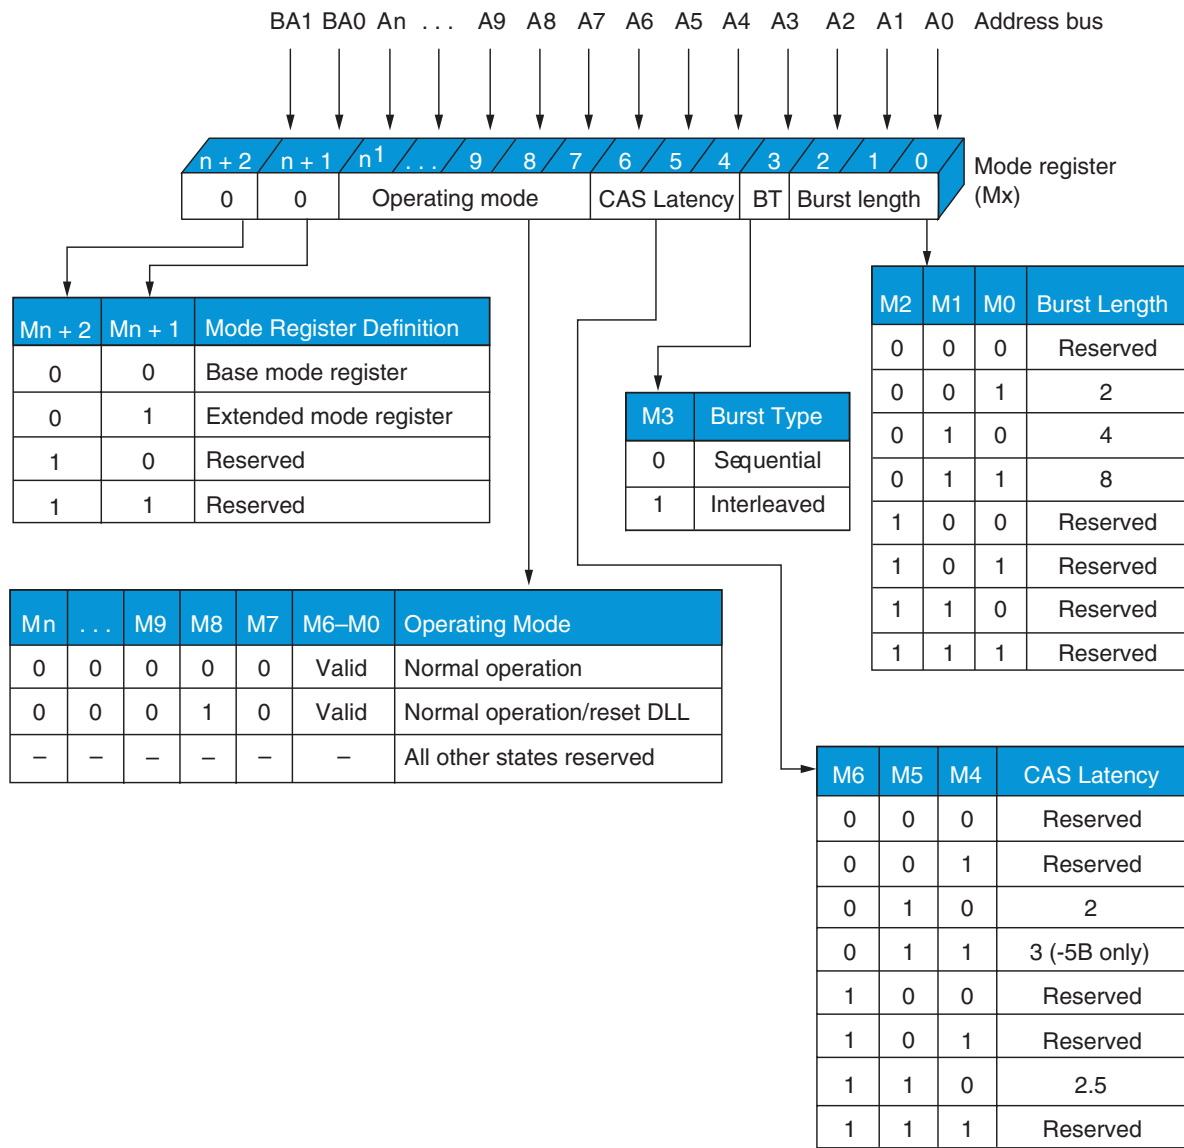 BA1 BA0 An . . . A9 A8 A7 A6 A5 A4 A3 A2 A1 A0 Address bus
n + 2 n + 1 n1 . . . 9 8 7 6 5 4 3 2 1 0
Mode register
(Mx)
0 0 Operating mode CAS Latency BT Burst length
Mn + 2 Mn + 1 Mode Register Definition
0 0 Base mode register
0 1 Extended mode register
1 0 Reserved
1 1 Reserved
M3 Burst Type
0 Sequential
1 Interleaved
M2 M1 M0 Burst Length
0 0 0 Reserved
0 0 1 2
0 1 0 4
0 1 1 8
1 0 0 Reserved
1 0 1 Reserved
1 1 0 Reserved
1 1 1 Reserved
Mn . . . M9 M8 M7 M6–M0 Operating Mode
0 0 0 0 0 Valid Normal operation
0 0 0 1 0 Valid Normal operation/reset DLL
– – – – – – All other states reserved
M6 M5 M4 CAS Latency
0 0 0 Reserved
0 0 1 Reserved
0 1 0 2
0 1 1 3 (-5B only)
1 0 0 Reserved
1 0 1 Reserved
1 1 0 2.5
1 1 1 Reserved